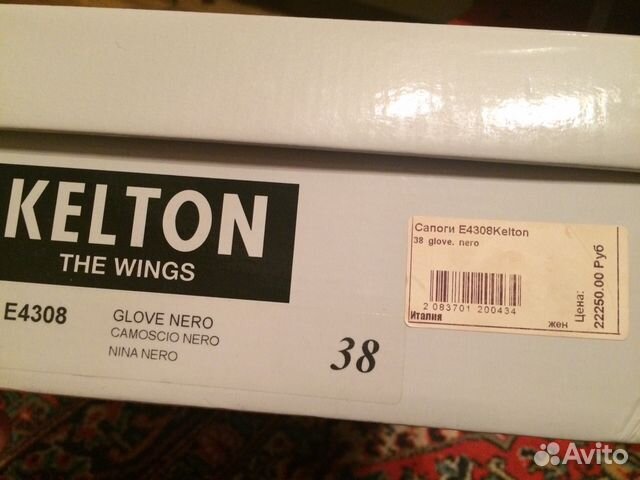 KELTON
THE WINGS
E4308 GLOVE NERO
CAMOSCIO NERO
NINA NERO
38
Сапоги E4308Kelton
38 glove. nero
2 083701 200434
Италия
жен
Цена:
22250.00 Руб
Avito